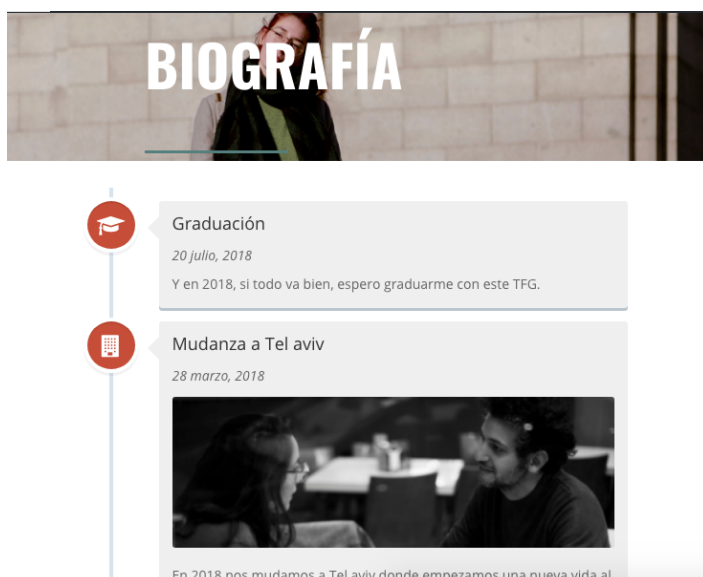 BIOGRAFÍA
Graduación
20 julio, 2018
Y en 2018, si todo va bien, espero graduarme con este TFG.
Mudanza a Tel aviv
28 marzo, 2018
En 2018 nos mudamos a Tel aviv donde empezamos una nueva vida al